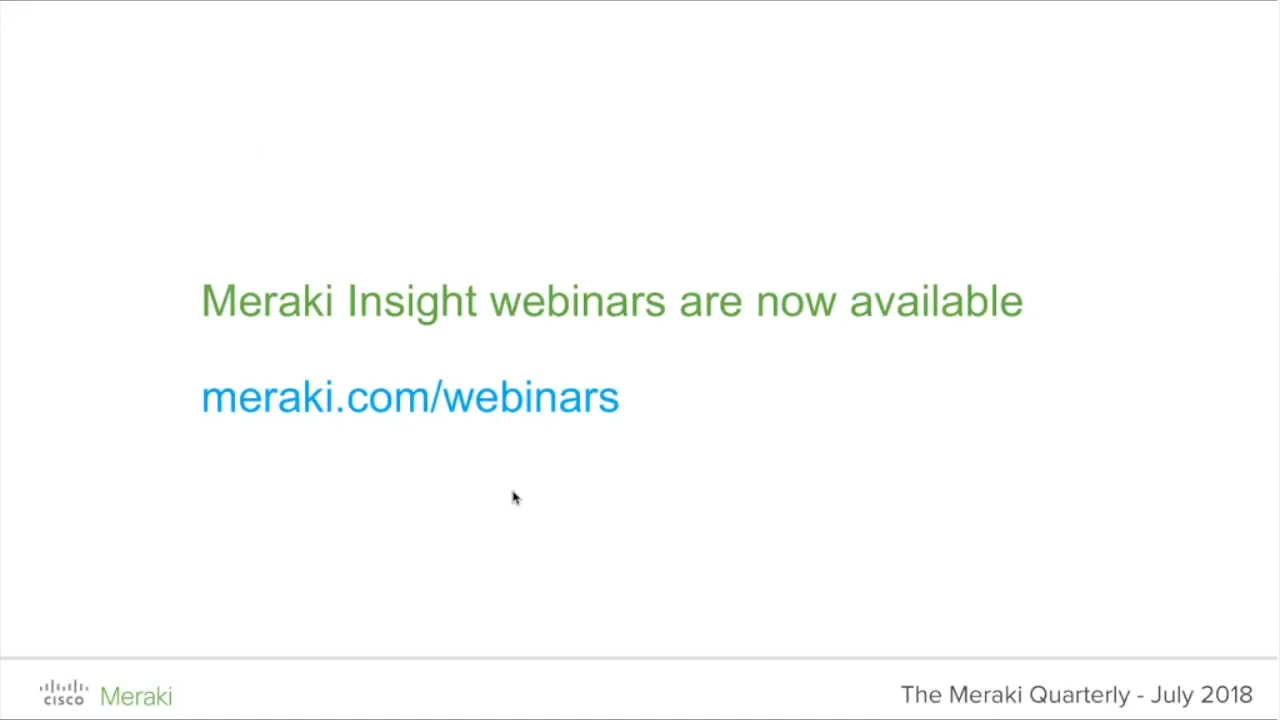 Meraki Insight webinars are now available
meraki.com/webinars
cisco Meraki
The Meraki Quarterly - July 2018